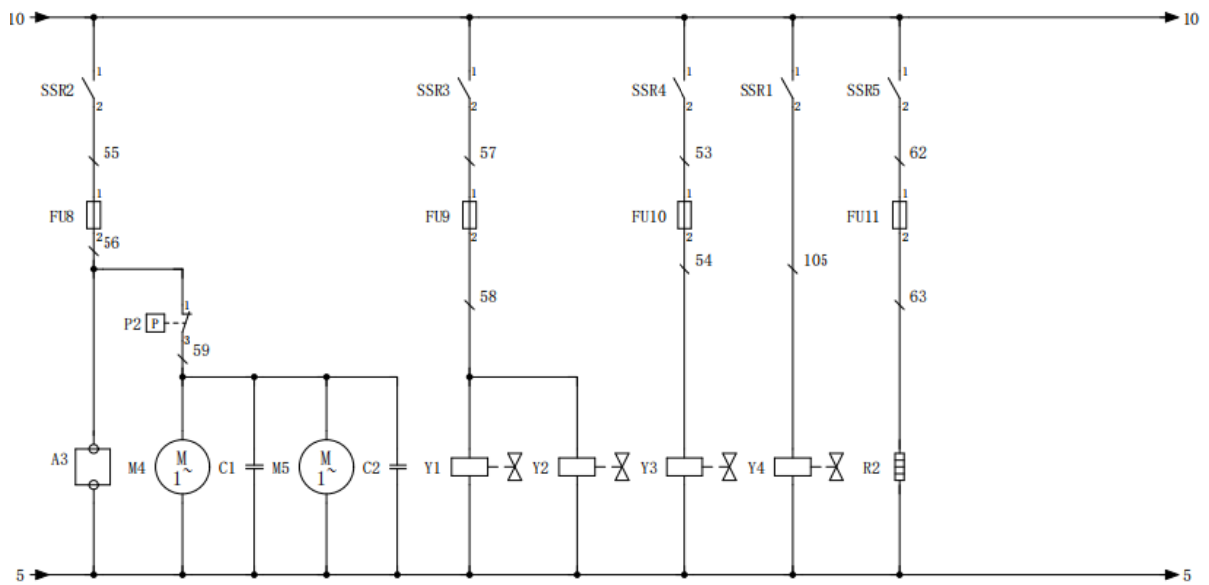 10 10
1 1 1 1 1
SSR2 SSR3 SSR4 SSR1 SSR5
2 2 2 2 2
55 57 53 62
1 1 1 1
FU8 FU9 FU10 FU11
2 2 2 2
56 54 105
58 63
1
P2 P
3
59
A3 M4 M 1~ C1 M5 M 1~ C2 Y1 Y2 Y3 Y4 R2
5 5